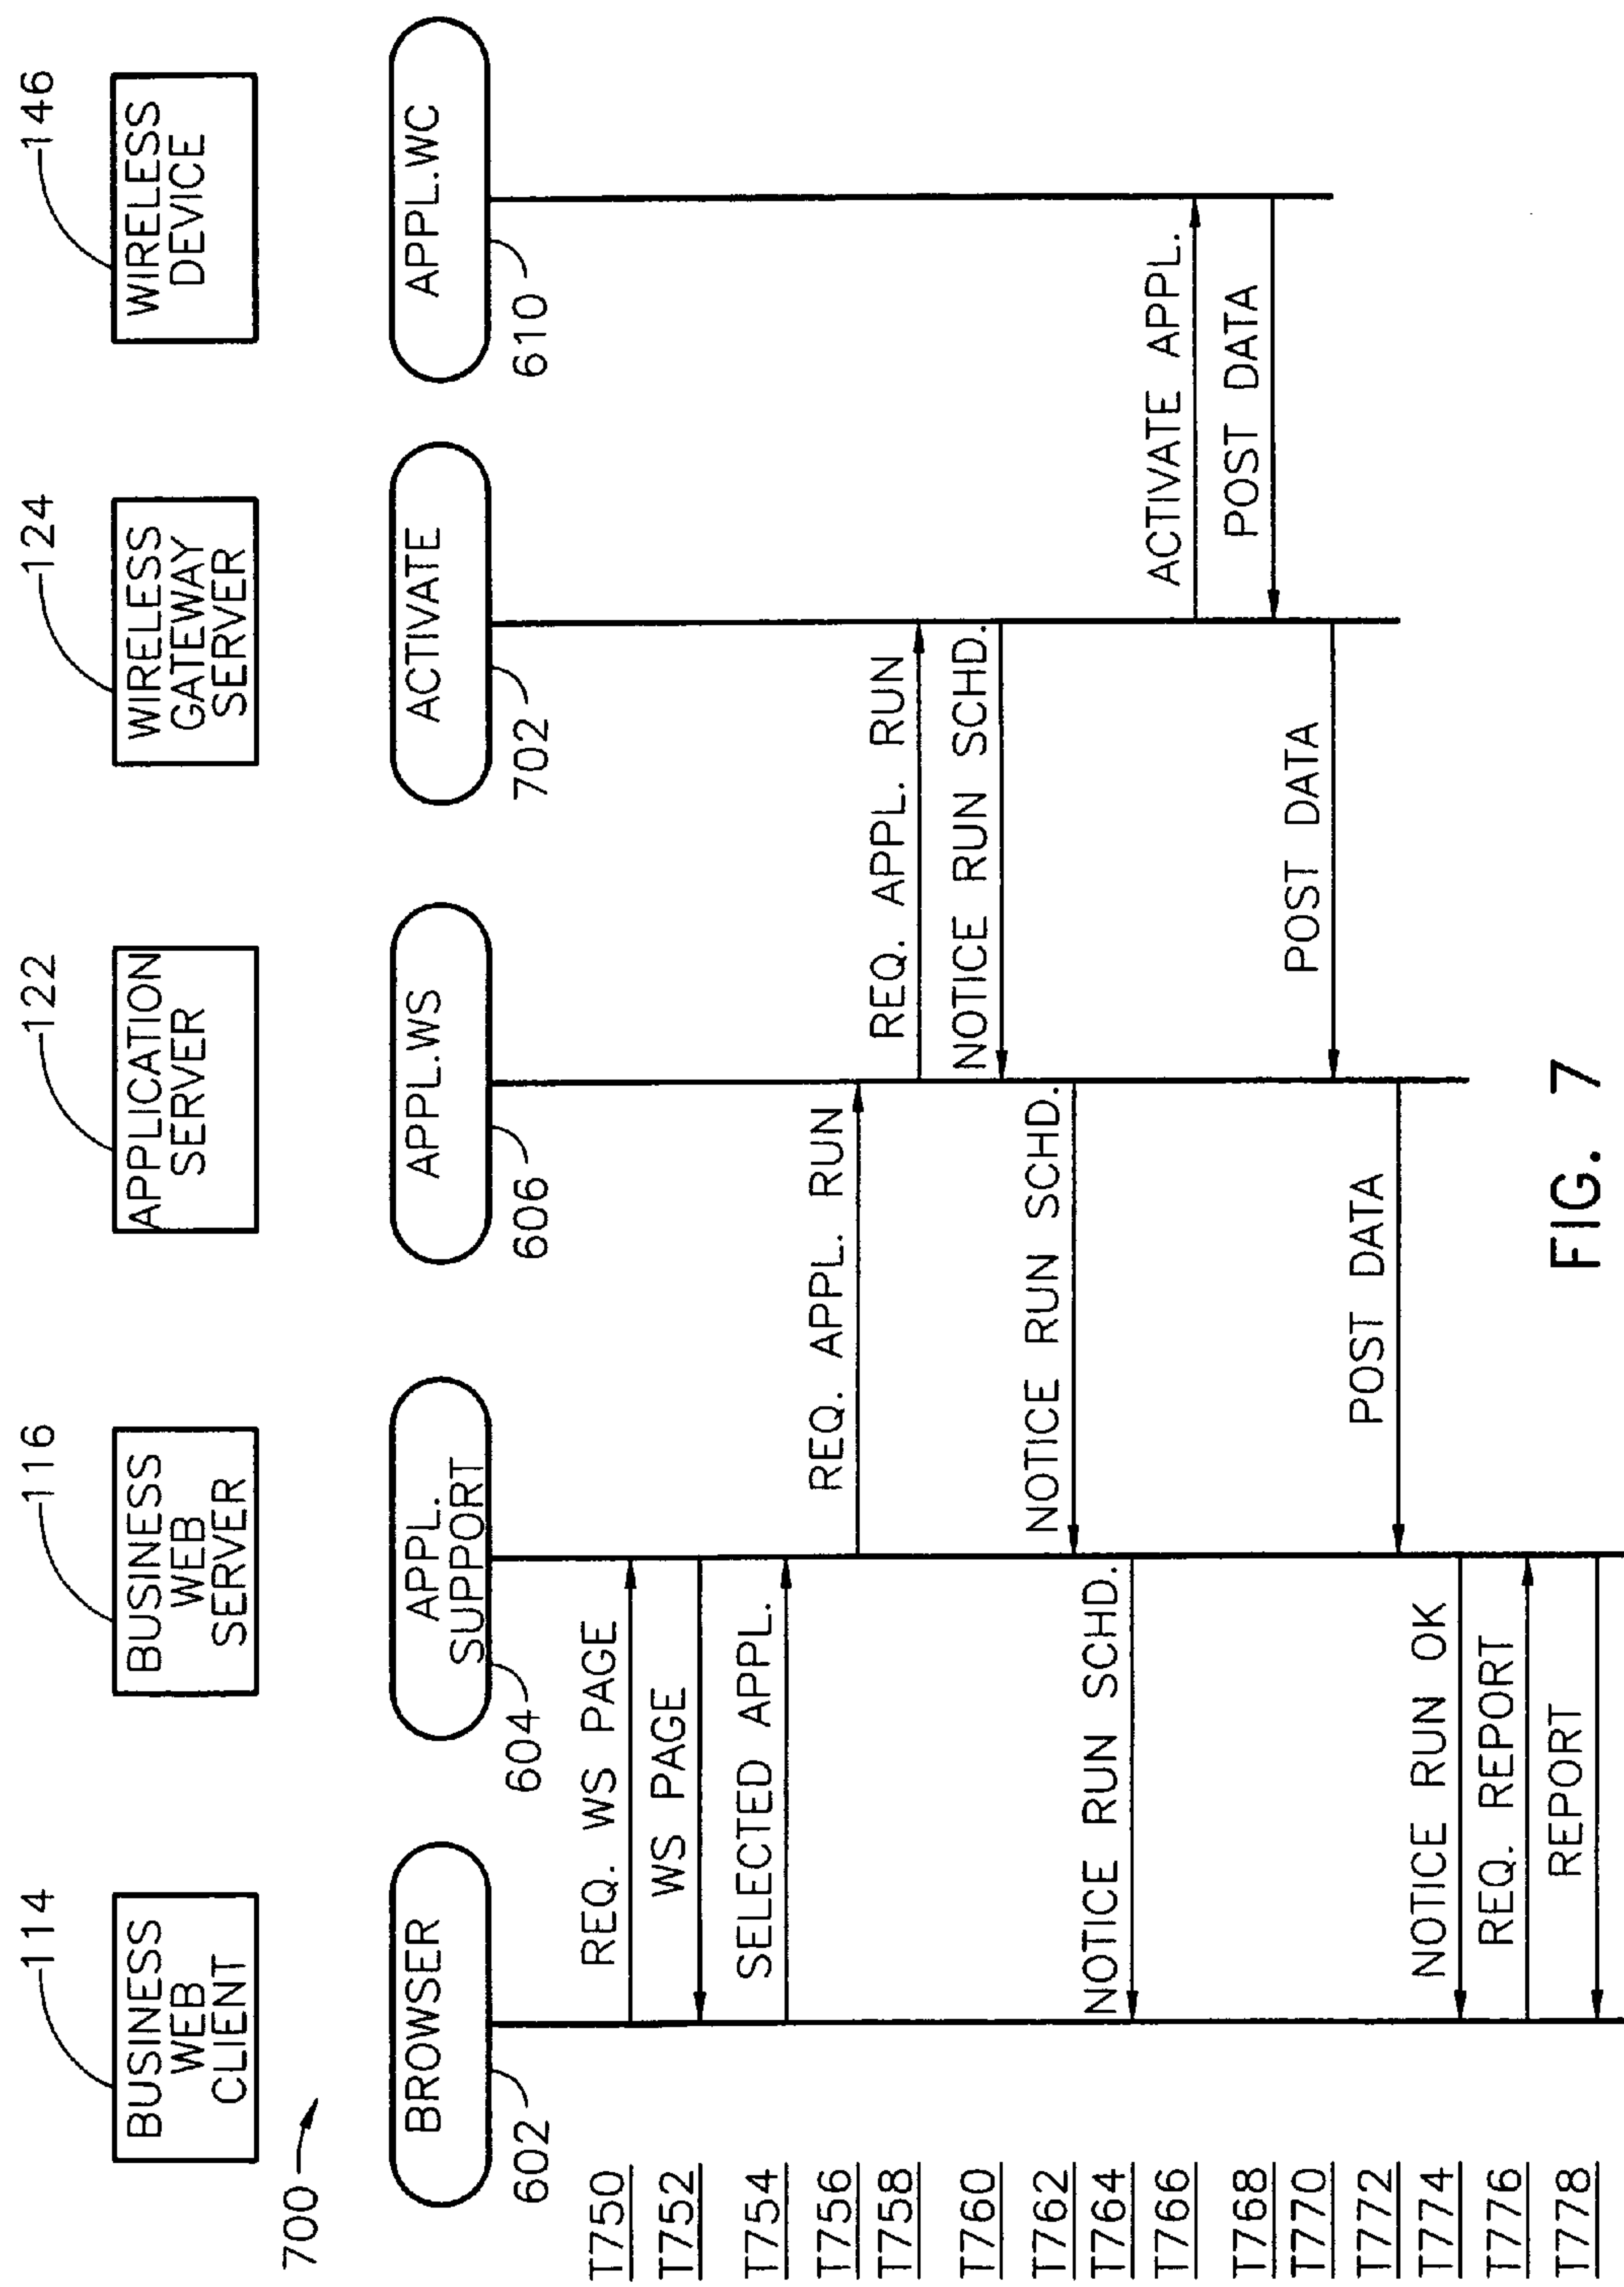 114
116
122
124
146
BUSINESS
WEB
CLIENT
BUSINESS
WEB
SERVER
APPLICATION
SERVER
WIRELESS
GATEWAY
SERVER
WIRELESS
DEVICE
700
BROWSER
APPL.
SUPPORT
APPL.WS
ACTIVATE
APPL.WC
602
604
606
702
610
T750
REQ. WS PAGE
T752
WS PAGE
T754
SELECTED APPL.
T756
REQ. APPL. RUN
T758
REQ. APPL. RUN
T760
NOTICE RUN SCHD.
T762
NOTICE RUN SCHD.
T764
NOTICE RUN SCHD.
T766
ACTIVATE APPL.
T768
POST DATA
T770
POST DATA
T772
POST DATA
T774
NOTICE RUN OK
T776
REQ. REPORT
T778
REPORT
FIG. 7